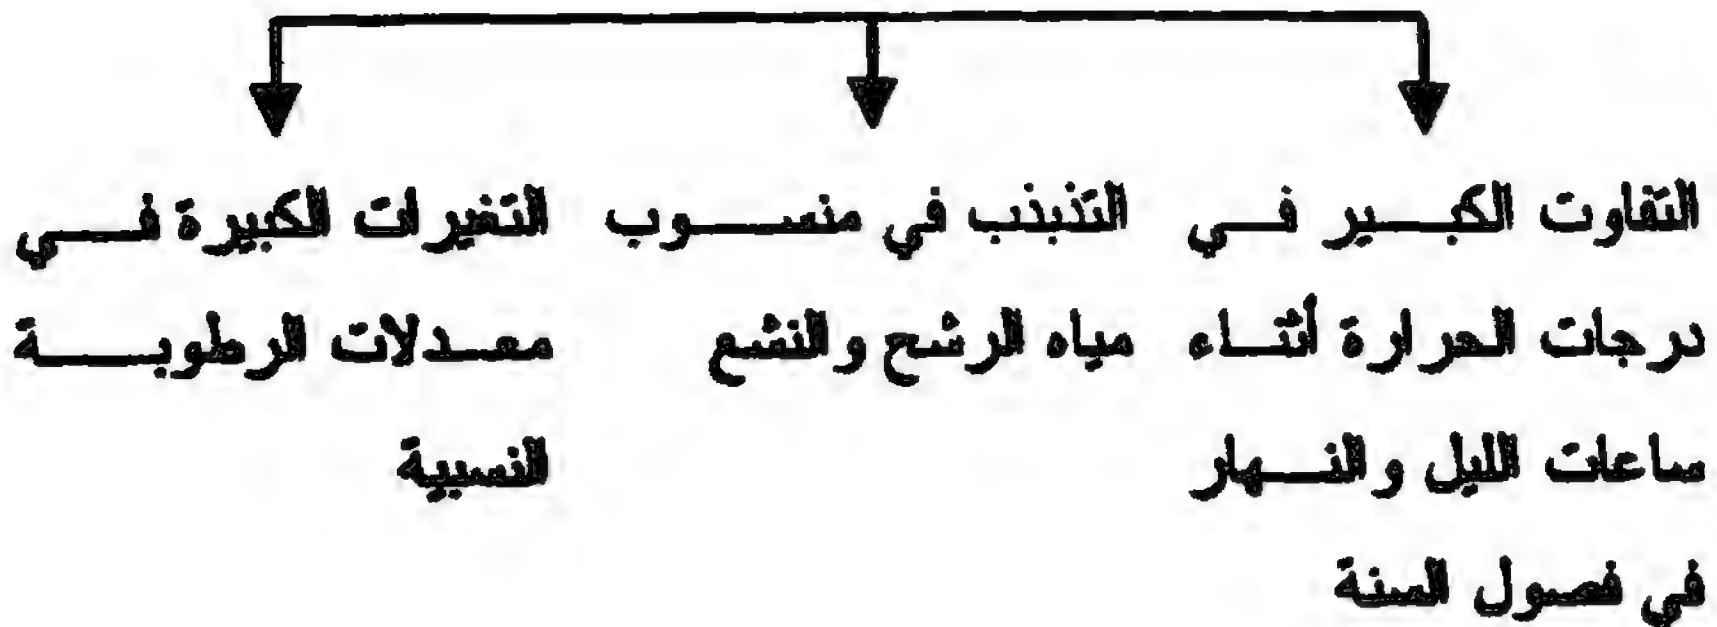 التفاوت الكبير في
درجات الحرارة أثناء
ساعات الليل والنهار
في فصول السنة
التذبذب في منسوب
مياه الرشح والنشع
التغيرات الكبيرة في
معدلات الرطوبة
النسبية